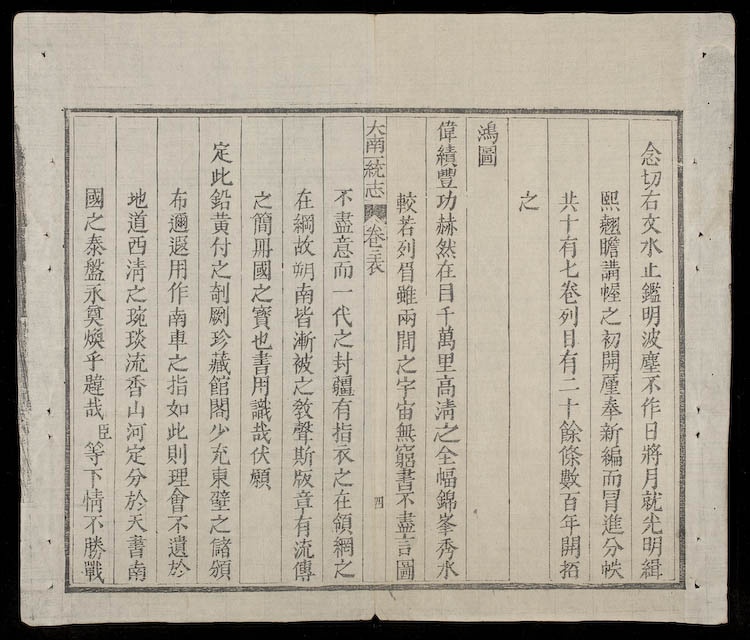 念切右文水止鑑明波塵不作日將月就光明緝
熙翹瞻講幄之初開厪奉新編而冒進分帙
共十有七卷列目有二十餘條數百年開拓
之
鴻圖
偉績豐功赫然在目千萬里高清之全幅錦峯秀水
較若列眉雖兩間之宇宙無窮書不盡言圖
大南一統志 卷之表 四
不盡意而一代之封疆有指衣之在領網之
在綱故朔南皆漸被之教聲斯版章有流傳
之簡冊國之寶也書用識哉伏願
定此鉛黃付之剞劂珍藏館閣少充東壁之儲頒
布邇遐用作南車之指如此則理會不遺於
地道西清之琬琰流香山河定分於天書南
國之泰盤永奠煥乎韙哉臣等下情不勝戰